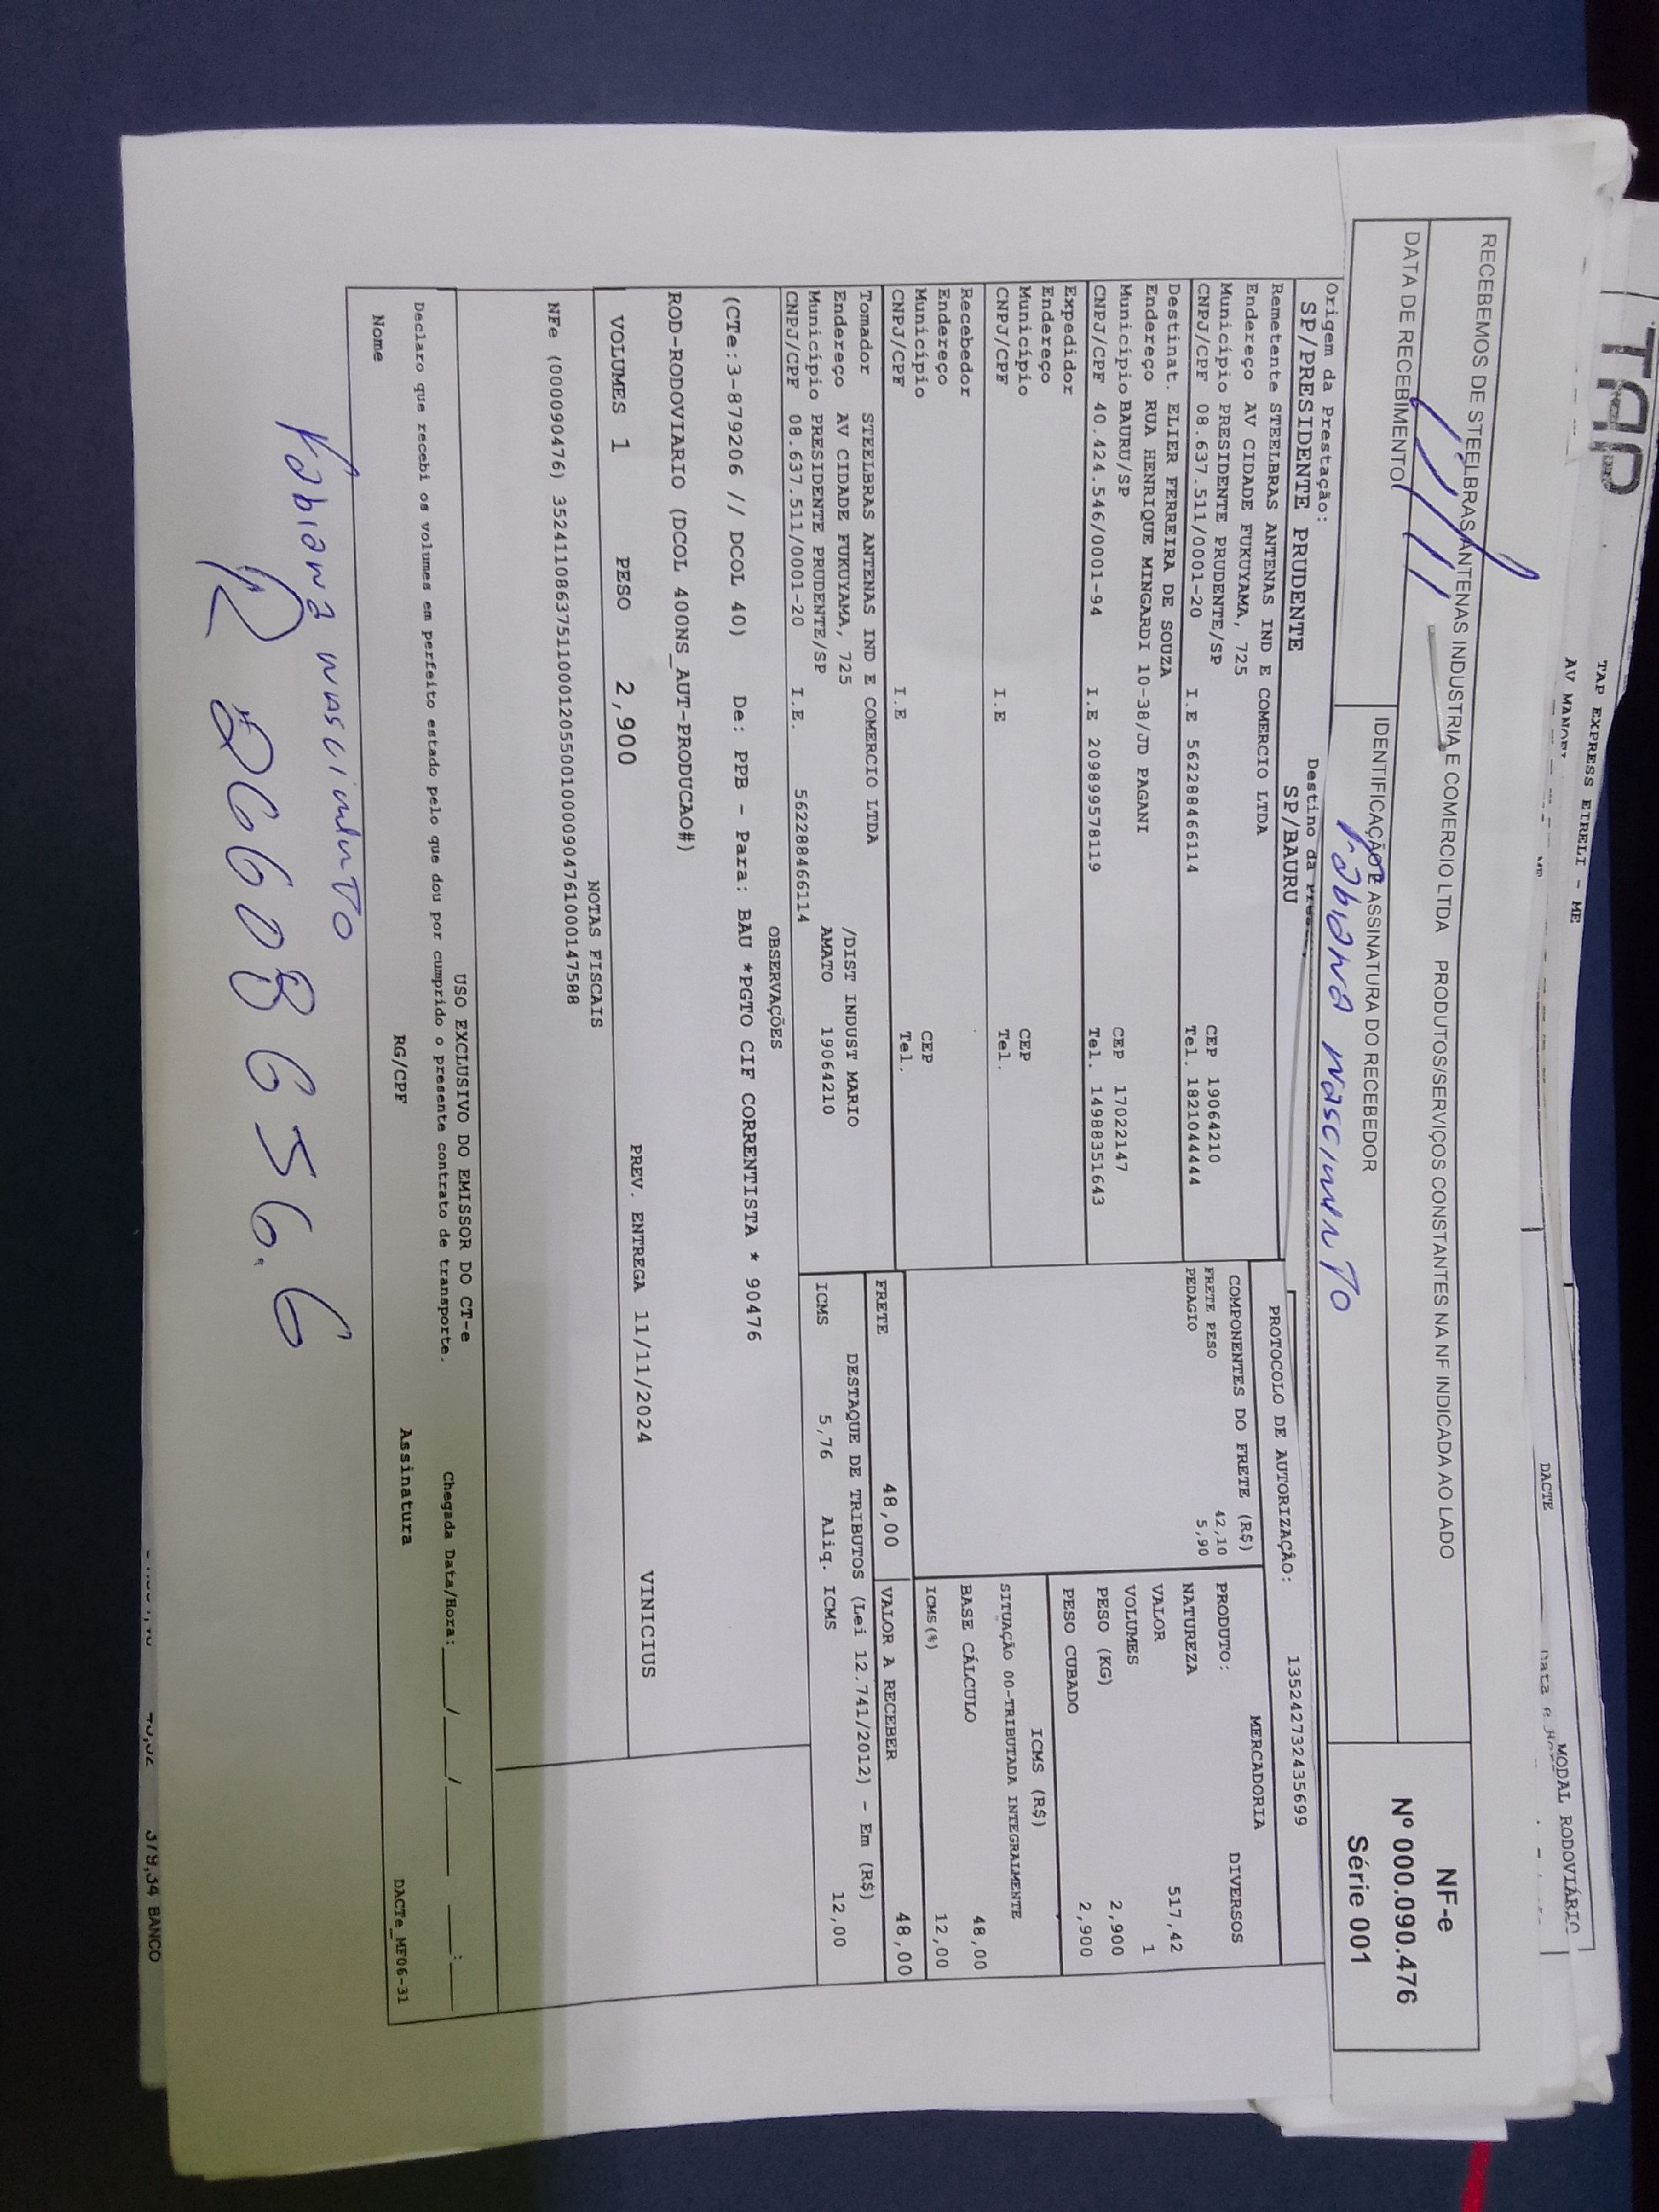 TAP
TAP EXPRESS EIRELI - ME
DACTE
MODAL RODOVIÁRIO
RECEBEMOS DE STEELBRAS ANTENAS INDUSTRIA E COMERCIO LTDA PRODUTOS/SERVIÇOS CONSTANTES NA NF INDICADA AO LADO
NF-e
Nº 000.090.476
Série 001
DATA DE RECEBIMENTO
IDENTIFICAÇÃO E ASSINATURA DO RECEBEDOR
Fabiana nascimento
Origem da Prestação:
SP/PRESIDENTE PRUDENTE
Destino da
SP/BAURU
PROTOCOLO DE AUTORIZAÇÃO: 135242732435699
Remetente STEELBRAS ANTENAS IND E COMERCIO LTDA
Endereço AV CIDADE FUKUYAMA, 725
Município PRESIDENTE PRUDENTE/SP CEP 19064210
CNPJ/CPF 08.637.511/0001-20 I.E 562288466114 Tel. 1821044444
Destinat. ELIER FERREIRA DE SOUZA
Endereço RUA HENRIQUE MINGARDI 10-38/JD PAGANI
Município BAURU/SP CEP 17022147
CNPJ/CPF 40.424.546/0001-94 I.E 209899578119 Tel. 14988351643
Expedidor
Endereço
Município CEP
CNPJ/CPF I.E Tel.
Recebedor
Endereço
Município CEP
CNPJ/CPF I.E Tel.
Tomador STEELBRAS ANTENAS IND E COMERCIO LTDA
Endereço AV CIDADE FUKUYAMA, 725 /DIST INDUST MARIO
Município PRESIDENTE PRUDENTE/SP AMATO 19064210
CNPJ/CPF 08.637.511/0001-20 I.E. 562288466114
COMPONENTES DO FRETE (R$)
FRETE PESO 42,10
PEDAGIO 5,90
MERCADORIA
PRODUTO: DIVERSOS
NATUREZA
VALOR 517,42
VOLUMES 1
PESO (KG) 2,900
PESO CUBADO 2,900
ICMS (R$)
SITUAÇÃO 00-TRIBUTADA INTEGRALMENTE
BASE CÁLCULO 48,00
ICMS(%) 12,00
FRETE 48,00
VALOR A RECEBER 48,00
DESTAQUE DE TRIBUTOS (Lei 12.741/2012) - Em (R$)
ICMS 5,76 Aliq. ICMS 12,00
OBSERVAÇÕES
(CTe:3-879206 // DCOL 40) De: PPB - Para: BAU *PGTO CIF CORRENTISTA * 90476
ROD-RODOVIARIO (DCOL 400NS_AUT-PRODUCAO#)
VOLUMES 1 PESO 2,900 PREV. ENTREGA 11/11/2024 VINICIUS
NOTAS FISCAIS
NFe (000090476) 35241108637511000120550010000904761000147588
USO EXCLUSIVO DO EMISSOR DO CT-e
Declaro que recebi os volumes em perfeito estado pelo que dou por cumprido o presente contrato de transporte. Chegada Data/Hora:___/___/_____ ___:___
Nome RG/CPF Assinatura DACTe_MF06-31
Fabiana nascimento
R 26608656.6
379,34 BANCO